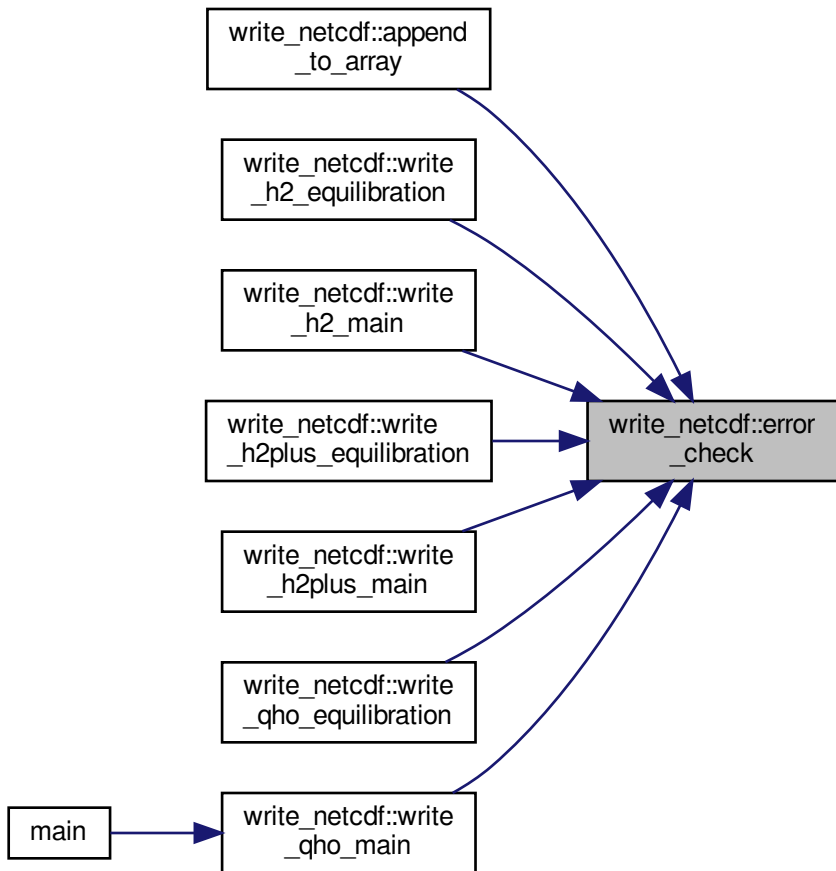 write_netcdf::append
_to_array
write_netcdf::write
_h2_equilibration
write_netcdf::write
_h2_main
write_netcdf::write
_h2plus_equilibration
write_netcdf::error
_check
write_netcdf::write
_h2plus_main
write_netcdf::write
_qho_equilibration
main
write_netcdf::write
_qho_main